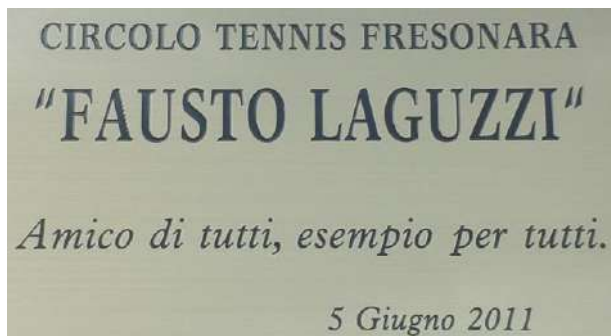 CIRCOLO TENNIS FRESONARA
"FAUSTO LAGUZZI"
Amico di tutti, esempio per tutti.
5 Giugno 2011